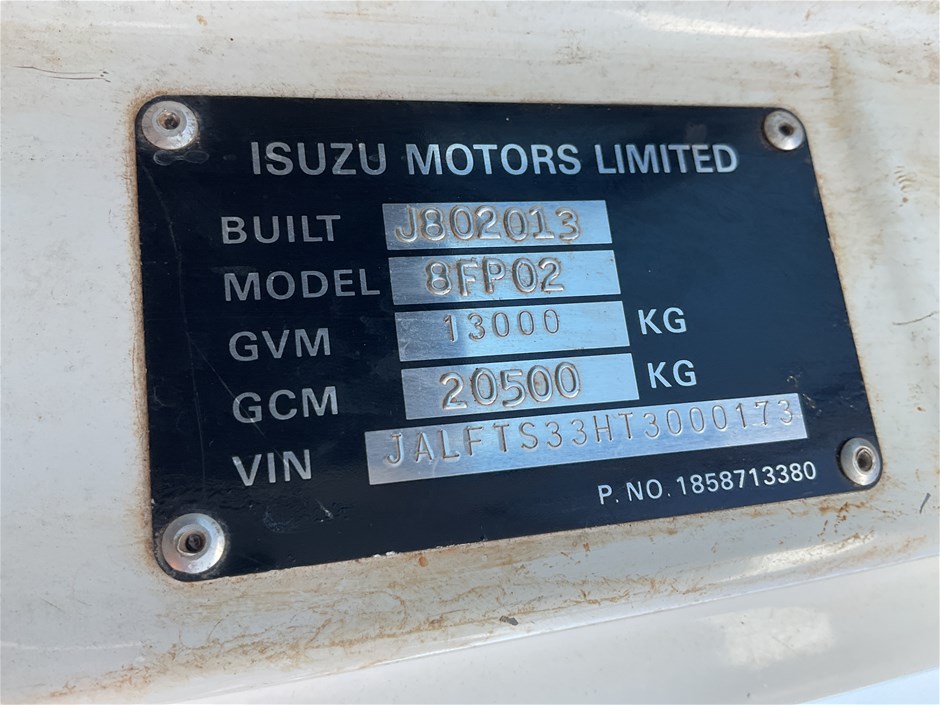 ISUZU MOTORS LIMITED
BUILT J802013
MODEL 8FP02
GVM 13000 KG
GCM 20500 KG
VIN JALFTS33HT3000173
P. NO. 1858713380